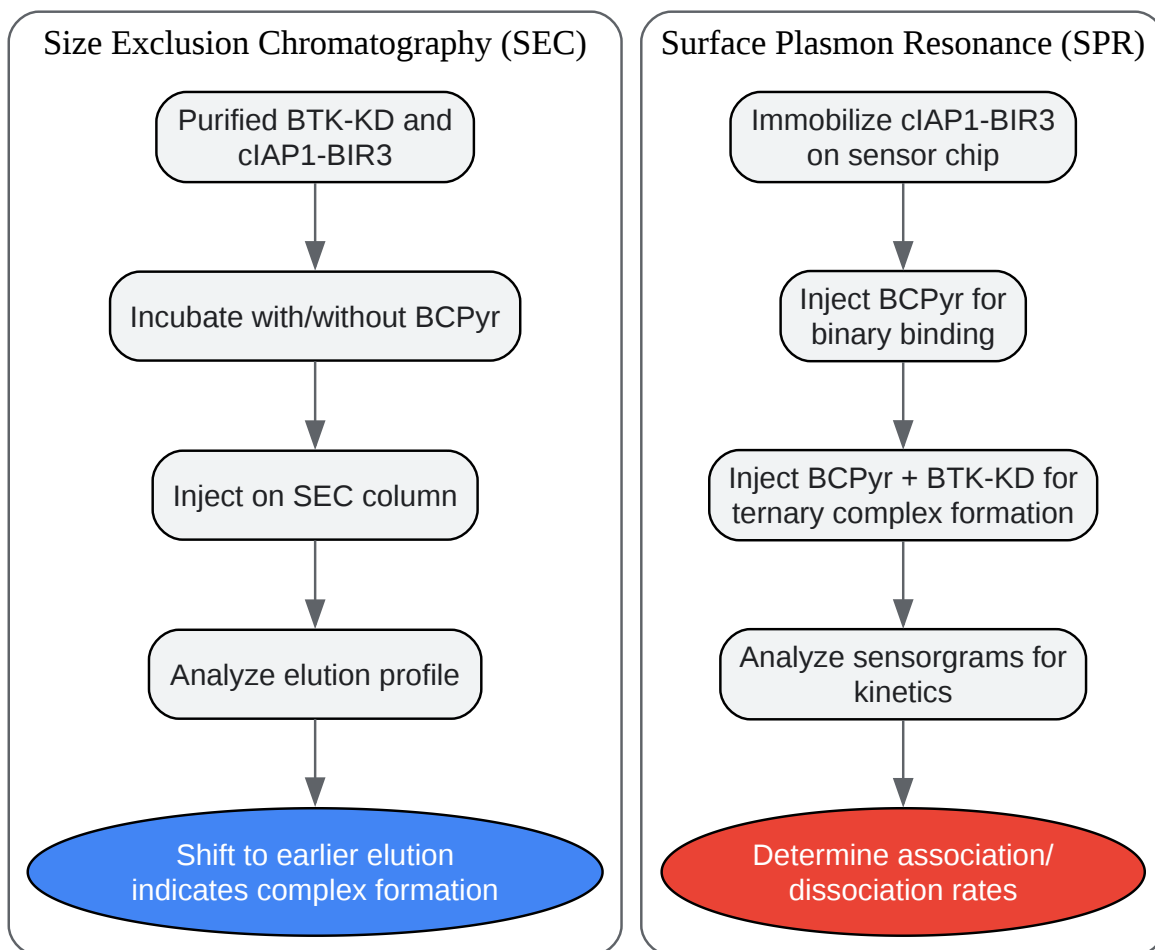 Size Exclusion Chromatography (SEC)
Purified BTK-KD and
cIAP1-BIR3
Incubate with/without BCPyr
Inject on SEC column
Analyze elution profile
Shift to earlier elution
indicates complex formation
Surface Plasmon Resonance (SPR)
Immobilize cIAP1-BIR3
on sensor chip
Inject BCPyr for
binary binding
Inject BCPyr + BTK-KD for
ternary complex formation
Analyze sensorgrams for
kinetics
Determine association/
dissociation rates